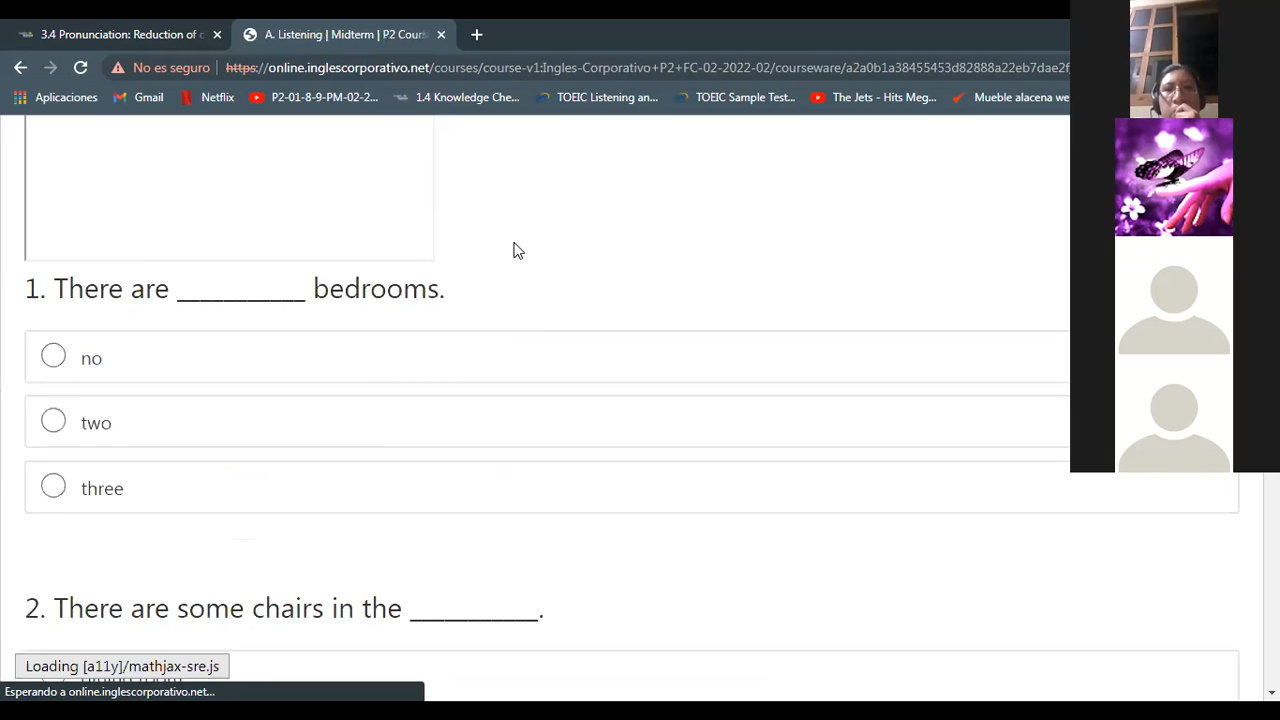 3.4 Pronunciation: Reduction of c
A. Listening | Midterm | P2 Cours
No es seguro
https://online.inglescorporativo.net/courses/course-v1:Ingles-Corporativo+P2+FC-02-2022-02/courseware/a2a0b1a38455453d82888a22eb7dae2f
Aplicaciones
Gmail
Netflix
P2-01-8-9-PM-02-2...
1.4 Knowledge Che...
TOEIC Listening an...
TOEIC Sample Test...
The Jets - Hits Meg...
Mueble alacena we
1. There are ___________ bedrooms.
no
two
three
2. There are some chairs in the ___________.
Loading [a11y]/mathjax-sre.js
Esperando a online.inglescorporativo.net...